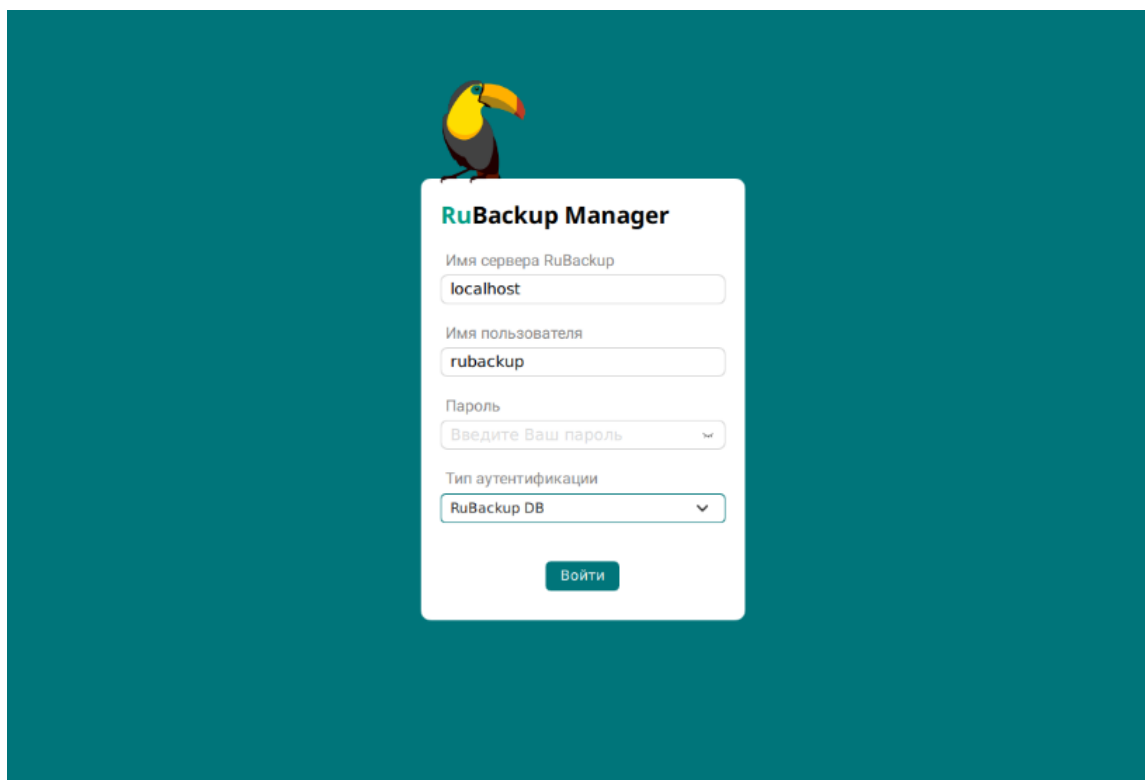 RuBackup Manager
Имя сервера RuBackup
localhost
Имя пользователя
rubackup
Пароль
Введите Ваш пароль
Тип аутентификации
RuBackup DB
Войти